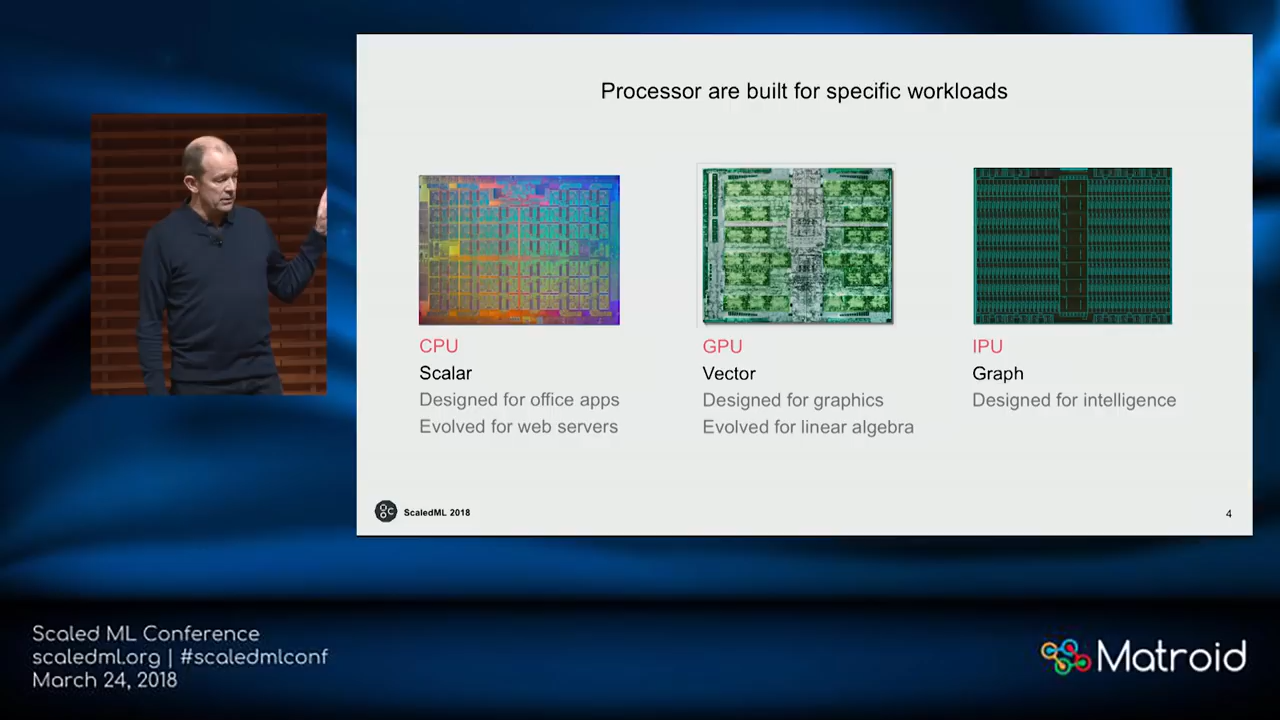 Processor are built for specific workloads
CPU
Scalar
Designed for office apps
Evolved for web servers
GPU
Vector
Designed for graphics
Evolved for linear algebra
IPU
Graph
Designed for intelligence
ScaledML 2018
4
Scaled ML Conference
scaledml.org | #scaledmlconf
March 24, 2018
Matroid